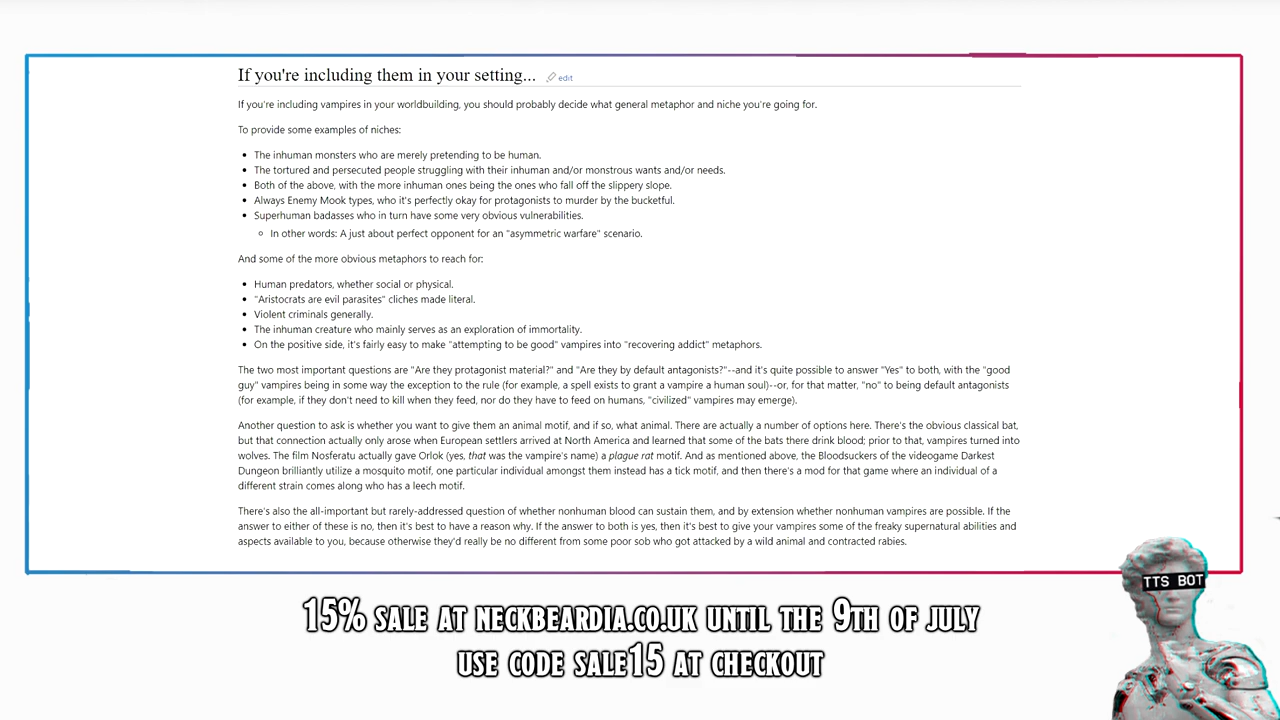 If you're including them in your setting... edit
If you're including vampires in your worldbuilding, you should probably decide what general metaphor and niche you're going for.
To provide some examples of niches:
The inhuman monsters who are merely pretending to be human.
The tortured and persecuted people struggling with their inhuman and/or monstrous wants and/or needs.
Both of the above, with the more inhuman ones being the ones who fall off the slippery slope.
Always Enemy Mook types, who it's perfectly okay for protagonists to murder by the bucketful.
Superhuman badasses who in turn have some very obvious vulnerabilities.
In other words: A just about perfect opponent for an "asymmetric warfare" scenario.
And some of the more obvious metaphors to reach for:
Human predators, whether social or physical.
"Aristocrats are evil parasites" cliches made literal.
Violent criminals generally.
The inhuman creature who mainly serves as an exploration of immortality.
On the positive side, it's fairly easy to make "attempting to be good" vampires into "recovering addict" metaphors.
The two most important questions are "Are they protagonist material?" and "Are they by default antagonists?"--and it's quite possible to answer "Yes" to both, with the "good
guy" vampires being in some way the exception to the rule (for example, a spell exists to grant a vampire a human soul)--or, for that matter, "no" to being default antagonists
(for example, if they don't need to kill when they feed, nor do they have to feed on humans, "civilized" vampires may emerge).
Another question to ask is whether you want to give them an animal motif, and if so, what animal. There are actually a number of options here. There's the obvious classical bat,
but that connection actually only arose when European settlers arrived at North America and learned that some of the bats there drink blood; prior to that, vampires turned into
wolves. The film Nosferatu actually gave Orlok (yes, that was the vampire's name) a plague rat motif. And as mentioned above, the Bloodsuckers of the videogame Darkest
Dungeon brilliantly utilize a mosquito motif, one particular individual amongst them instead has a tick motif, and then there's a mod for that game where an individual of a
different strain comes along who has a leech motif.
There's also the all-important but rarely-addressed question of whether nonhuman blood can sustain them, and by extension whether nonhuman vampires are possible. If the
answer to either of these is no, then it's best to have a reason why. If the answer to both is yes, then it's best to give your vampires some of the freaky supernatural abilities and
aspects available to you, because otherwise they'd really be no different from some poor sob who got attacked by a wild animal and contracted rabies.
TTS BOT
15% SALE AT NECKBEARDIA.CO.UK UNTIL THE 9TH OF JULY
USE CODE SALE15 AT CHECKOUT